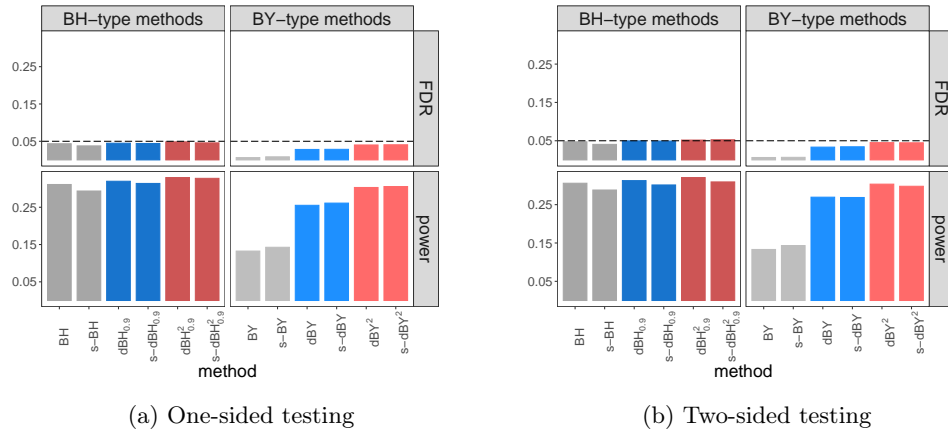 BH−type methods BY−type methods BH−type methods BY−type methods
0.25
0.15
0.05
FDR
0.25
0.15
0.05
FDR
0.25
0.15
0.05
power
0.25
0.15
0.05
power
BH s−BH dBH₀.₉ s−dBH₀.₉ dBH²₀.₉ s−dBH²₀.₉ BY s−BY dBY s−dBY dBY² s−dBY²
BH s−BH dBH₀.₉ s−dBH₀.₉ dBH²₀.₉ s−dBH²₀.₉ BY s−BY dBY s−dBY dBY² s−dBY²
method method
(a) One-sided testing (b) Two-sided testing